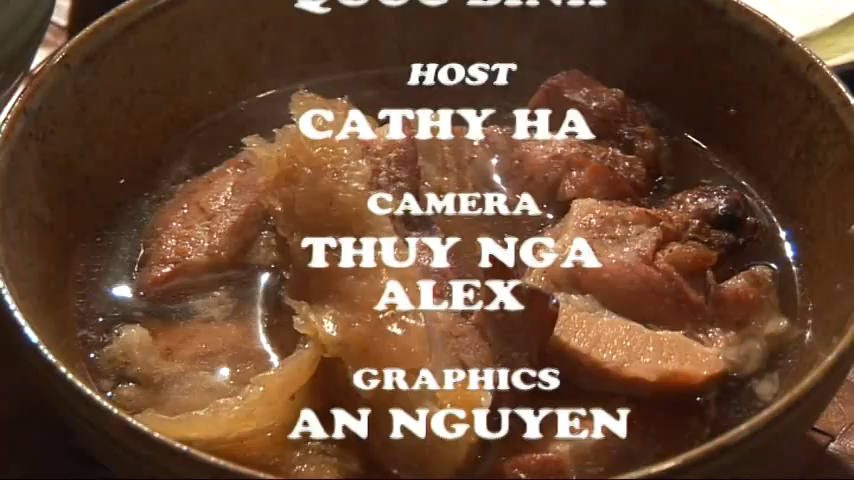 HOST
CATHY HA
CAMERA
THUY NGA
ALEX
GRAPHICS
AN NGUYEN